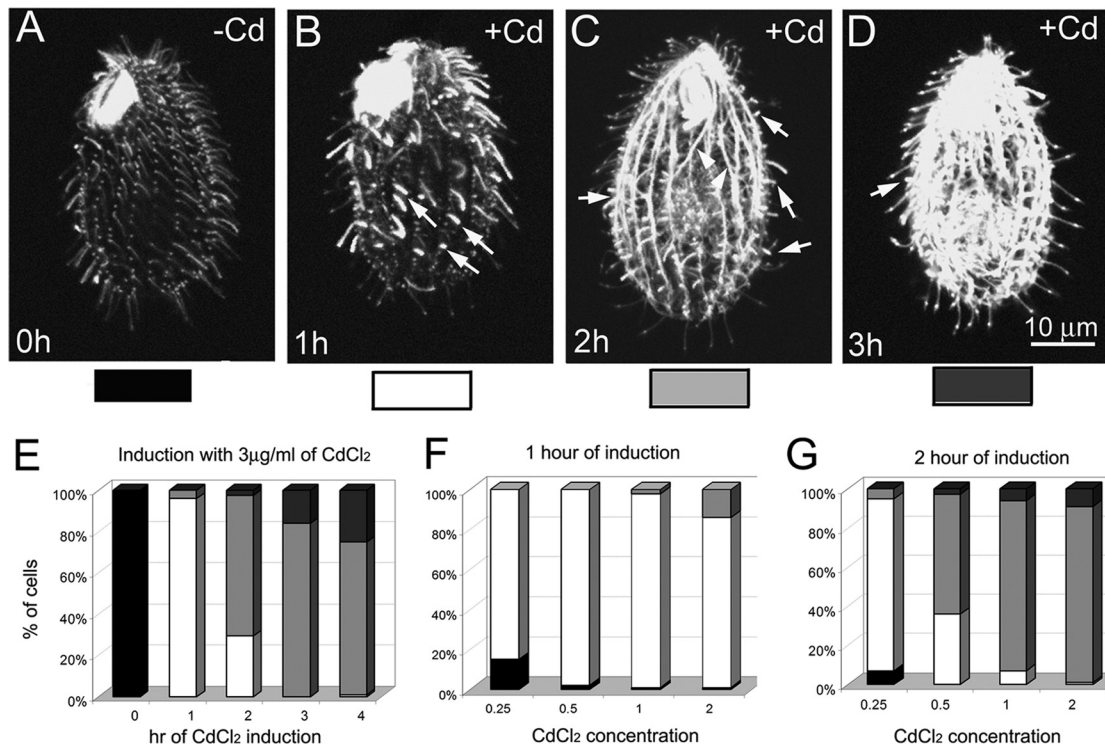 A -Cd
B +Cd
C +Cd
D +Cd
0h
1h
2h
3h
10 µm
E Induction with 3µg/ml of CdCl₂
F 1 hour of induction
G 2 hour of induction
% of cells
100%
80%
60%
40%
20%
0%
0 1 2 3 4
hr of CdCl₂ induction
100%
80%
60%
40%
20%
0%
0.25 0.5 1 2
CdCl₂ concentration
100%
80%
60%
40%
20%
0%
0.25 0.5 1 2
CdCl₂ concentration